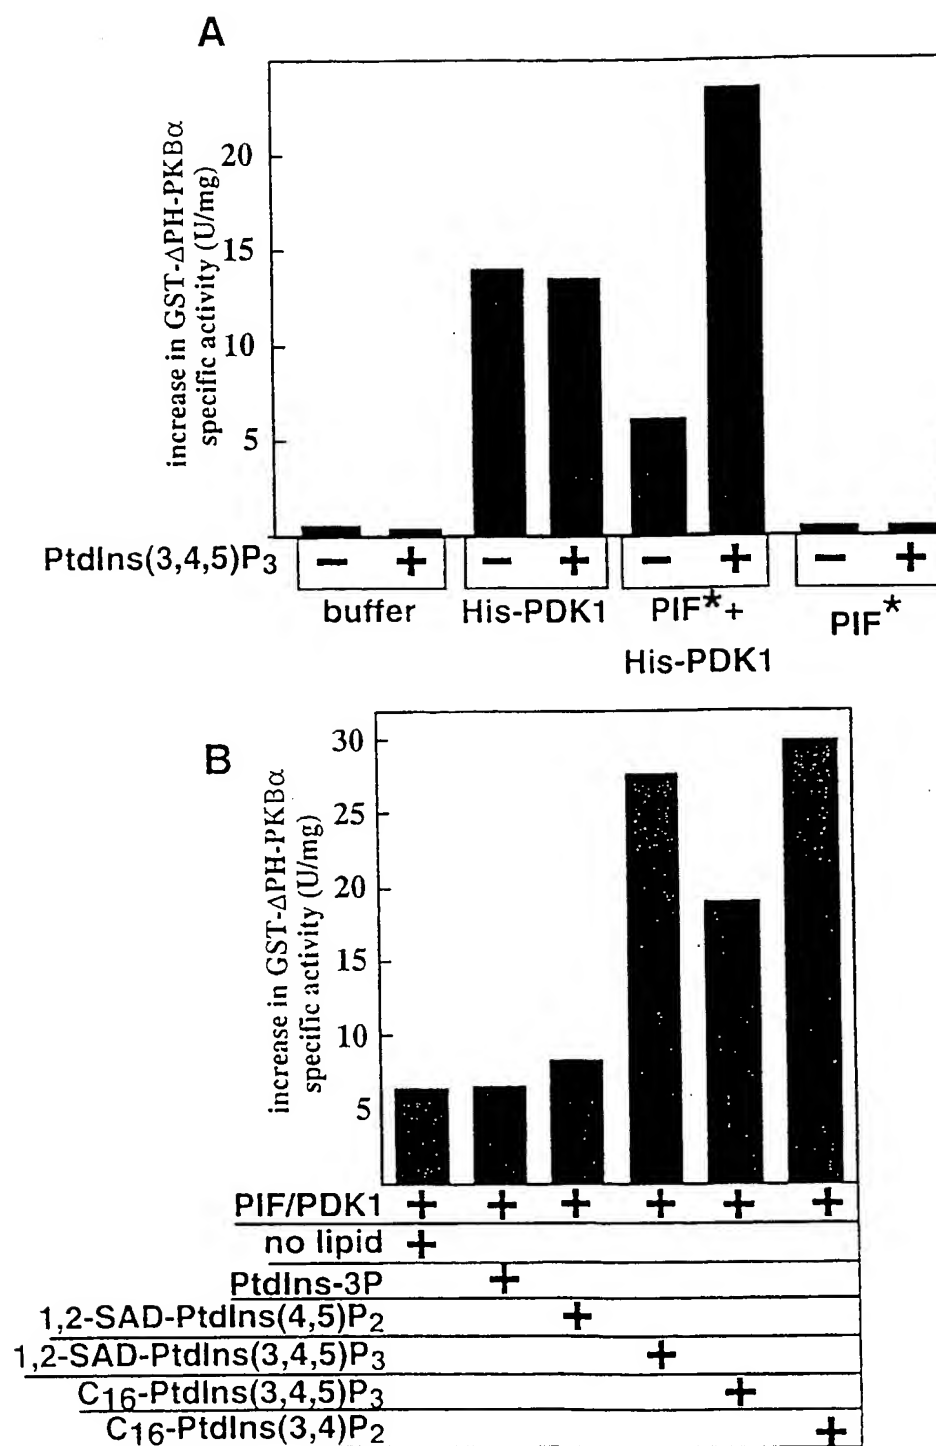 A
increase in GST-ΔPH-PKBα
specific activity (U/mg)
20
15
10
5
PtdIns(3,4,5)P3 − + − + − + − +
buffer His-PDK1 PIF*+ PIF*
His-PDK1
B
increase in GST-ΔPH-PKBα
specific activity (U/mg)
30
25
20
15
10
5
PIF/PDK1 + + + + + +
no lipid +
PtdIns-3P +
1,2-SAD-PtdIns(4,5)P2 +
1,2-SAD-PtdIns(3,4,5)P3 +
C16-PtdIns(3,4,5)P3 +
C16-PtdIns(3,4)P2 +